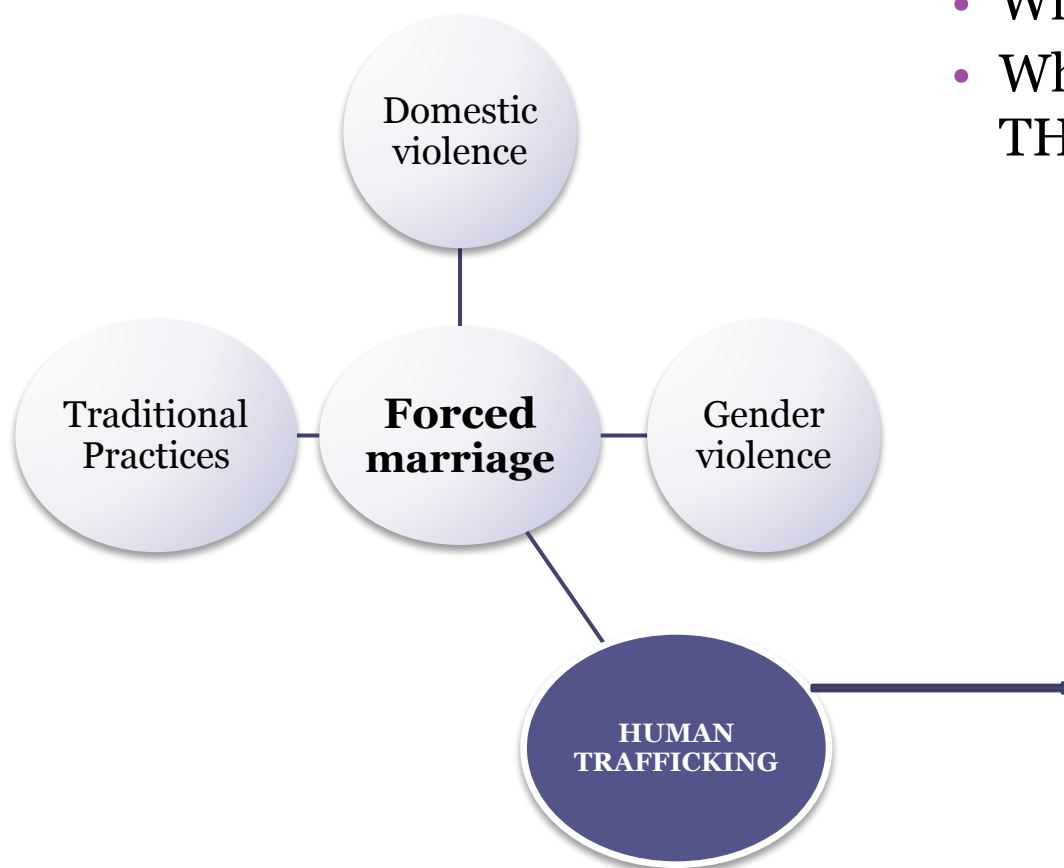 Domestic
violence
Traditional
Practices
Forced
marriage
Gender
violence
HUMAN
TRAFFICKING